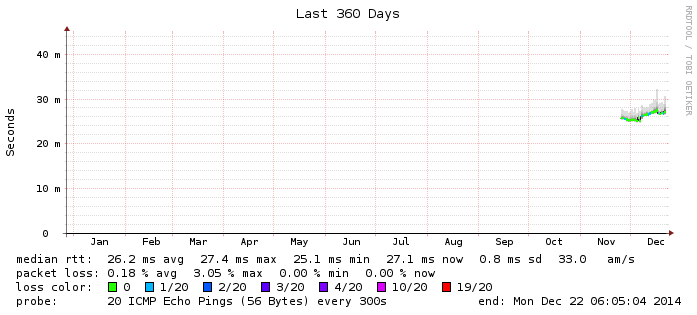 Last 360 Days
RRDTOOL / TOBI OETIKER
Seconds
40 m
30 m
20 m
10 m
0
Jan Feb Mar Apr May Jun Jul Aug Sep Oct Nov Dec
median rtt: 26.2 ms avg 27.4 ms max 25.1 ms min 27.1 ms now 0.8 ms sd 33.0 am/s
packet loss: 0.18 % avg 3.05 % max 0.00 % min 0.00 % now
loss color: 0 1/20 2/20 3/20 4/20 10/20 19/20
probe: 20 ICMP Echo Pings (56 Bytes) every 300s end: Mon Dec 22 06:05:04 2014